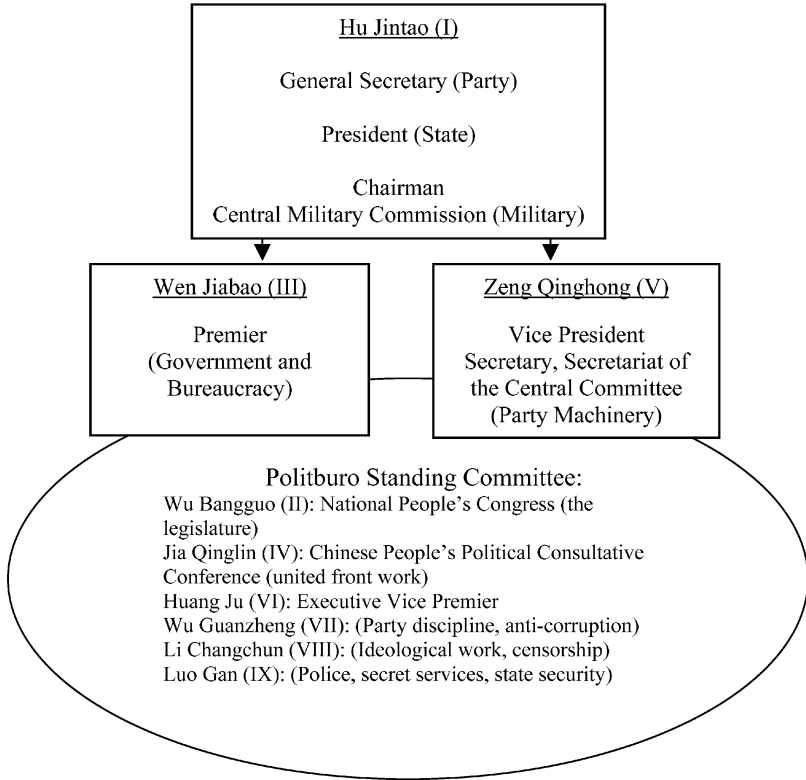 Hu Jintao (I)
General Secretary (Party)
President (State)
Chairman
Central Military Commission (Military)
Wen Jiabao (III)
Premier
(Government and
Bureaucracy)
Zeng Qinghong (V)
Vice President
Secretary, Secretariat of
the Central Committee
(Party Machinery)
Politburo Standing Committee:
Wu Bangguo (II): National People’s Congress (the
legislature)
Jia Qinglin (IV): Chinese People’s Political Consultative
Conference (united front work)
Huang Ju (VI): Executive Vice Premier
Wu Guanzheng (VII): (Party discipline, anti-corruption)
Li Changchun (VIII): (Ideological work, censorship)
Luo Gan (IX): (Police, secret services, state security)